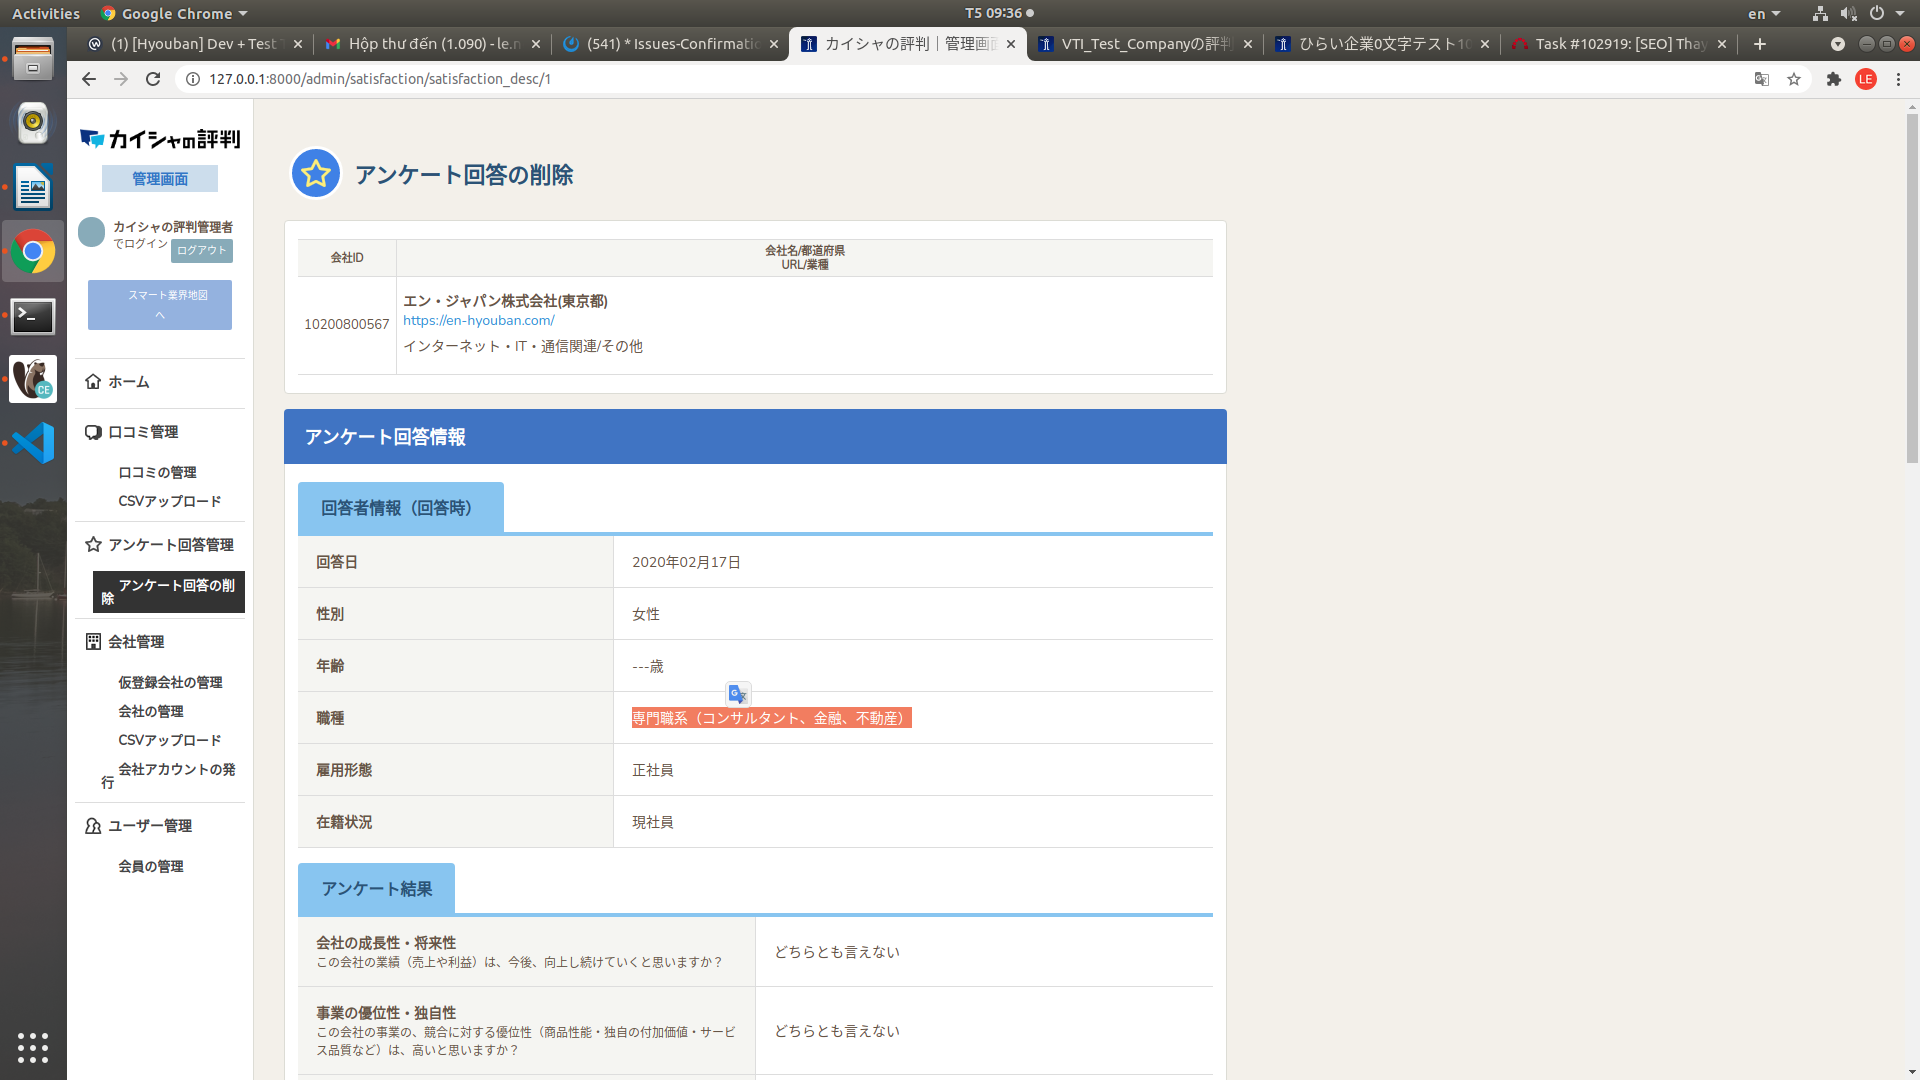 Activities
Google Chrome
T5 09:36
en
(1) [Hyouban] Dev + Test
Hộp thư đến (1.090) - le.n
(541) * Issues-Confirmatio
カイシャの評判｜管理画面
VTI_Test_Companyの評判
ひらい企業0文字テスト10
Task #102919: [SEO] Thay
127.0.0.1:8000/admin/satisfaction/satisfaction_desc/1
LE
カイシャの評判
管理画面
カイシャの評判管理者
でログイン
ログアウト
スマート業界地図
へ
ホーム
口コミ管理
口コミの管理
CSVアップロード
アンケート回答管理
アンケート回答の削
除
会社管理
仮登録会社の管理
会社の管理
CSVアップロード
会社アカウントの発
行
ユーザー管理
会員の管理
アンケート回答の削除
会社ID
会社名/都道府県
URL/業種
10200800567
エン・ジャパン株式会社(東京都)
https://en-hyouban.com/
インターネット・IT・通信関連/その他
アンケート回答情報
回答者情報（回答時）
回答日
2020年02月17日
性別
女性
年齢
---歳
職種
専門職系（コンサルタント、金融、不動産）
雇用形態
正社員
在籍状況
現社員
アンケート結果
会社の成長性・将来性
この会社の業績（売上や利益）は、今後、向上し続けていくと思いますか？
どちらとも言えない
事業の優位性・独自性
この会社の事業の、競合に対する優位性（商品性能・独自の付加価値・サービ
ス品質など）は、高いと思いますか？
どちらとも言えない